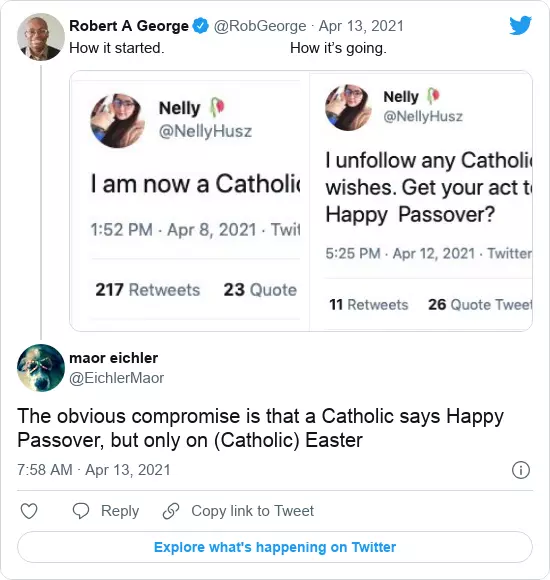 Robert A George @RobGeorge · Apr 13, 2021
How it started. How it's going.
Nelly
@NellyHusz
I am now a Catholic
1:52 PM · Apr 8, 2021 · Twit
217 Retweets 23 Quote
Nelly
@NellyHusz
I unfollow any Catholic
wishes. Get your act t
Happy Passover?
5:25 PM · Apr 12, 2021 · Twitter
11 Retweets 26 Quote Tweet
maor eichler
@EichlerMaor
The obvious compromise is that a Catholic says Happy
Passover, but only on (Catholic) Easter
7:58 AM · Apr 13, 2021
Reply Copy link to Tweet
Explore what's happening on Twitter